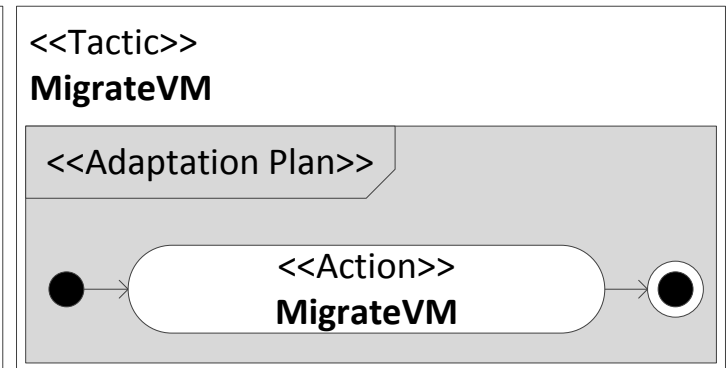 <<Tactic>>
MigrateVM
<<Adaptation Plan>>
<<Action>>
MigrateVM